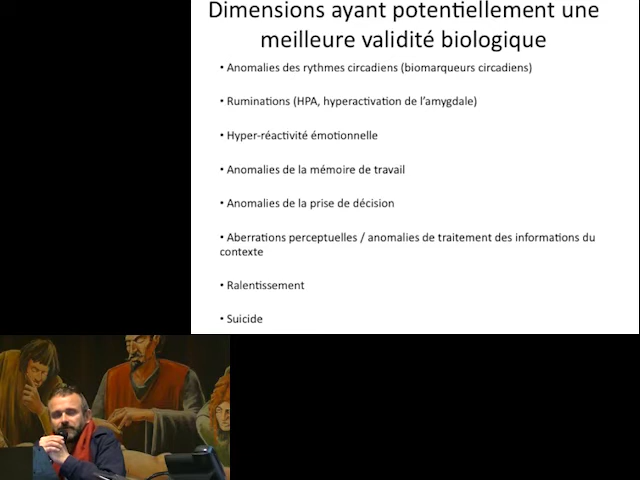 Dimensions ayant potentiellement une
meilleure validité biologique
• Anomalies des rythmes circadiens (biomarqueurs circadiens)
• Ruminations (HPA, hyperactivation de l'amygdale)
• Hyper-réactivité émotionnelle
• Anomalies de la mémoire de travail
• Anomalies de la prise de décision
• Aberrations perceptuelles / anomalies de traitement des informations du
contexte
• Ralentissement
• Suicide